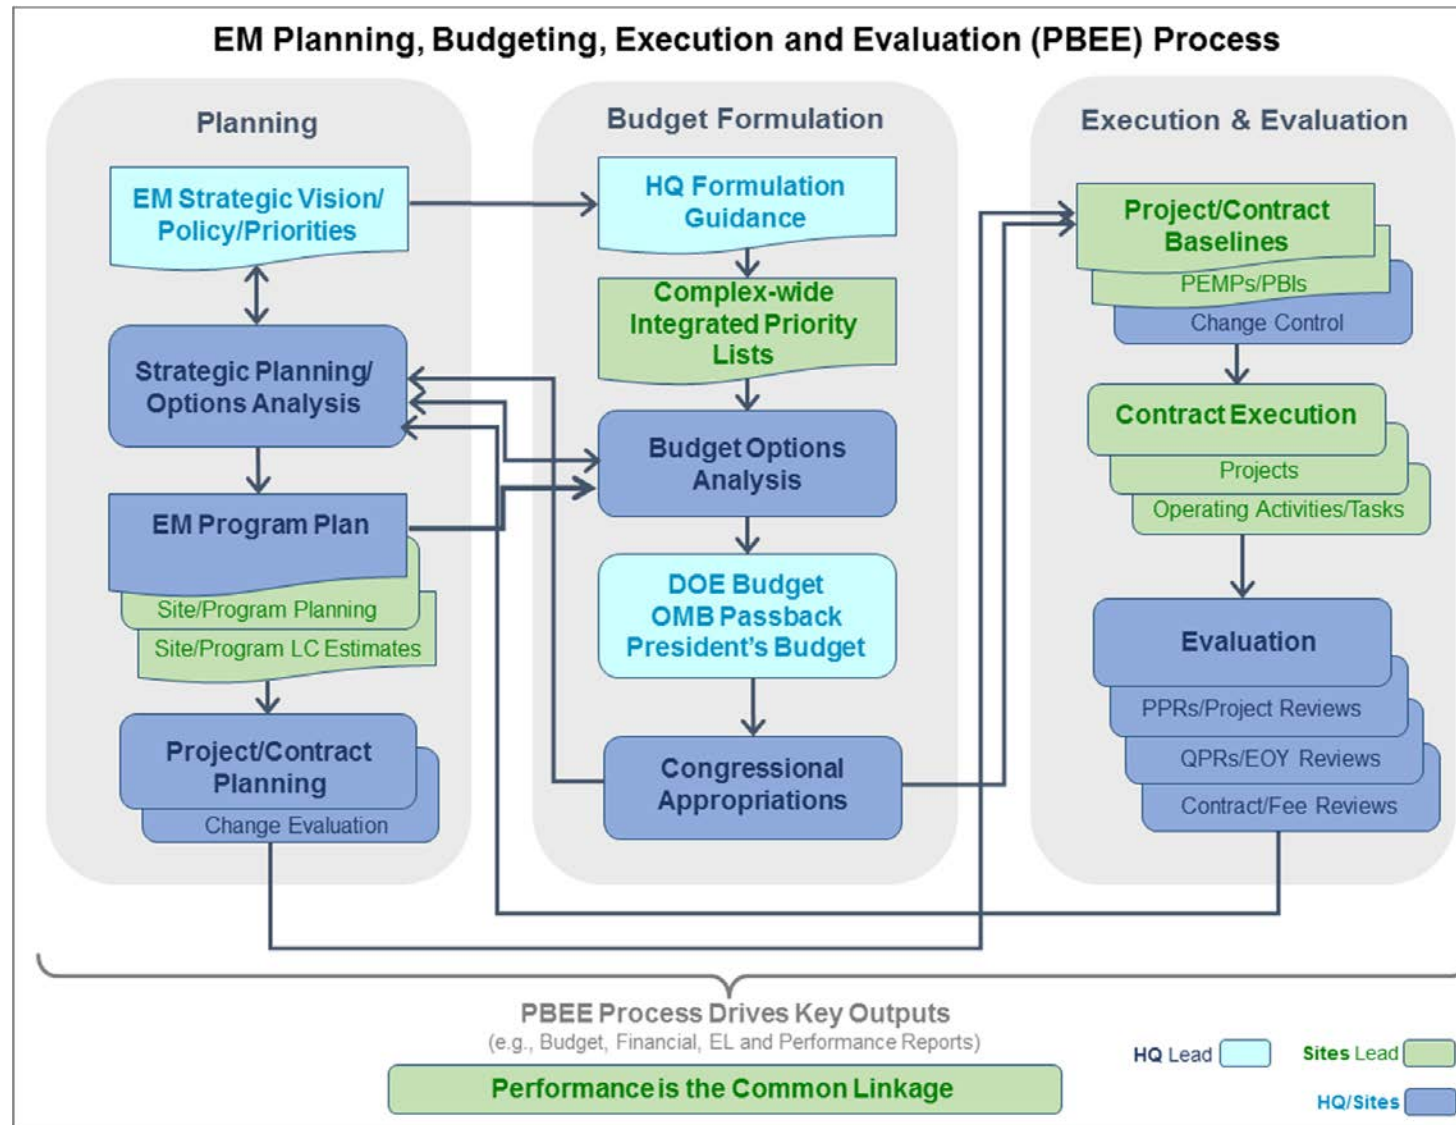 EM Planning, Budgeting, Execution and Evaluation (PBEE) Process
Planning
EM Strategic Vision/
Policy/Priorities
Strategic Planning/
Options Analysis
EM Program Plan
Site/Program Planning
Site/Program LC Estimates
Project/Contract
Planning
Change Evaluation
Budget Formulation
HQ Formulation
Guidance
Complex-wide
Integrated Priority
Lists
Budget Options
Analysis
DOE Budget
OMB Passback
President's Budget
Congressional
Appropriations
Execution & Evaluation
Project/Contract
Baselines
PEMPs/PBIs
Change Control
Contract Execution
Projects
Operating Activities/Tasks
Evaluation
PPRs/Project Reviews
QPRs/EOY Reviews
Contract/Fee Reviews
PBEE Process Drives Key Outputs
(e.g., Budget, Financial, EL and Performance Reports)
Performance is the Common Linkage
HQ Lead
Sites Lead
HQ/Sites